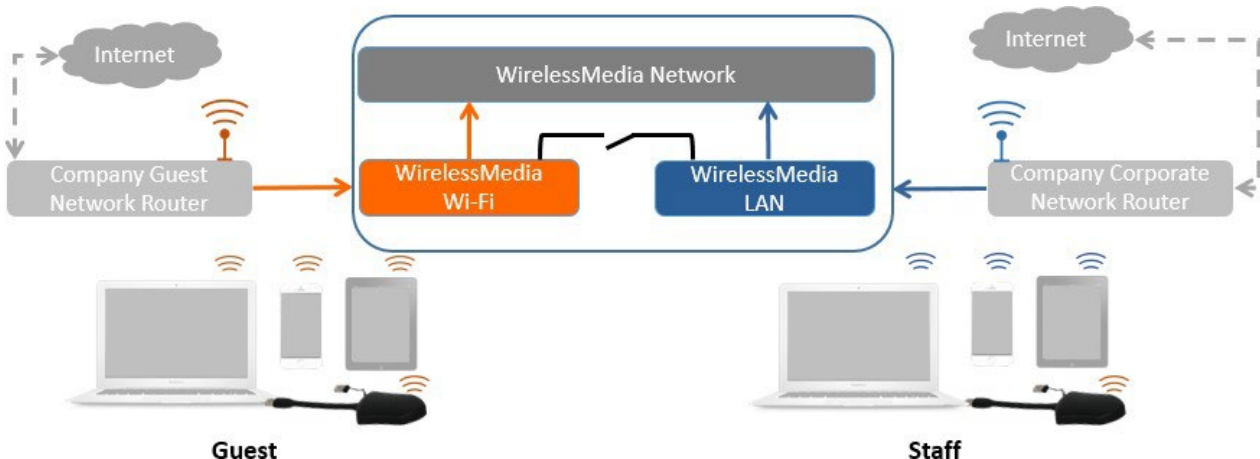 Internet
Internet
WirelessMedia Network
Company Guest
Network Router
WirelessMedia
Wi-Fi
WirelessMedia
LAN
Company Corporate
Network Router
Guest
Staff